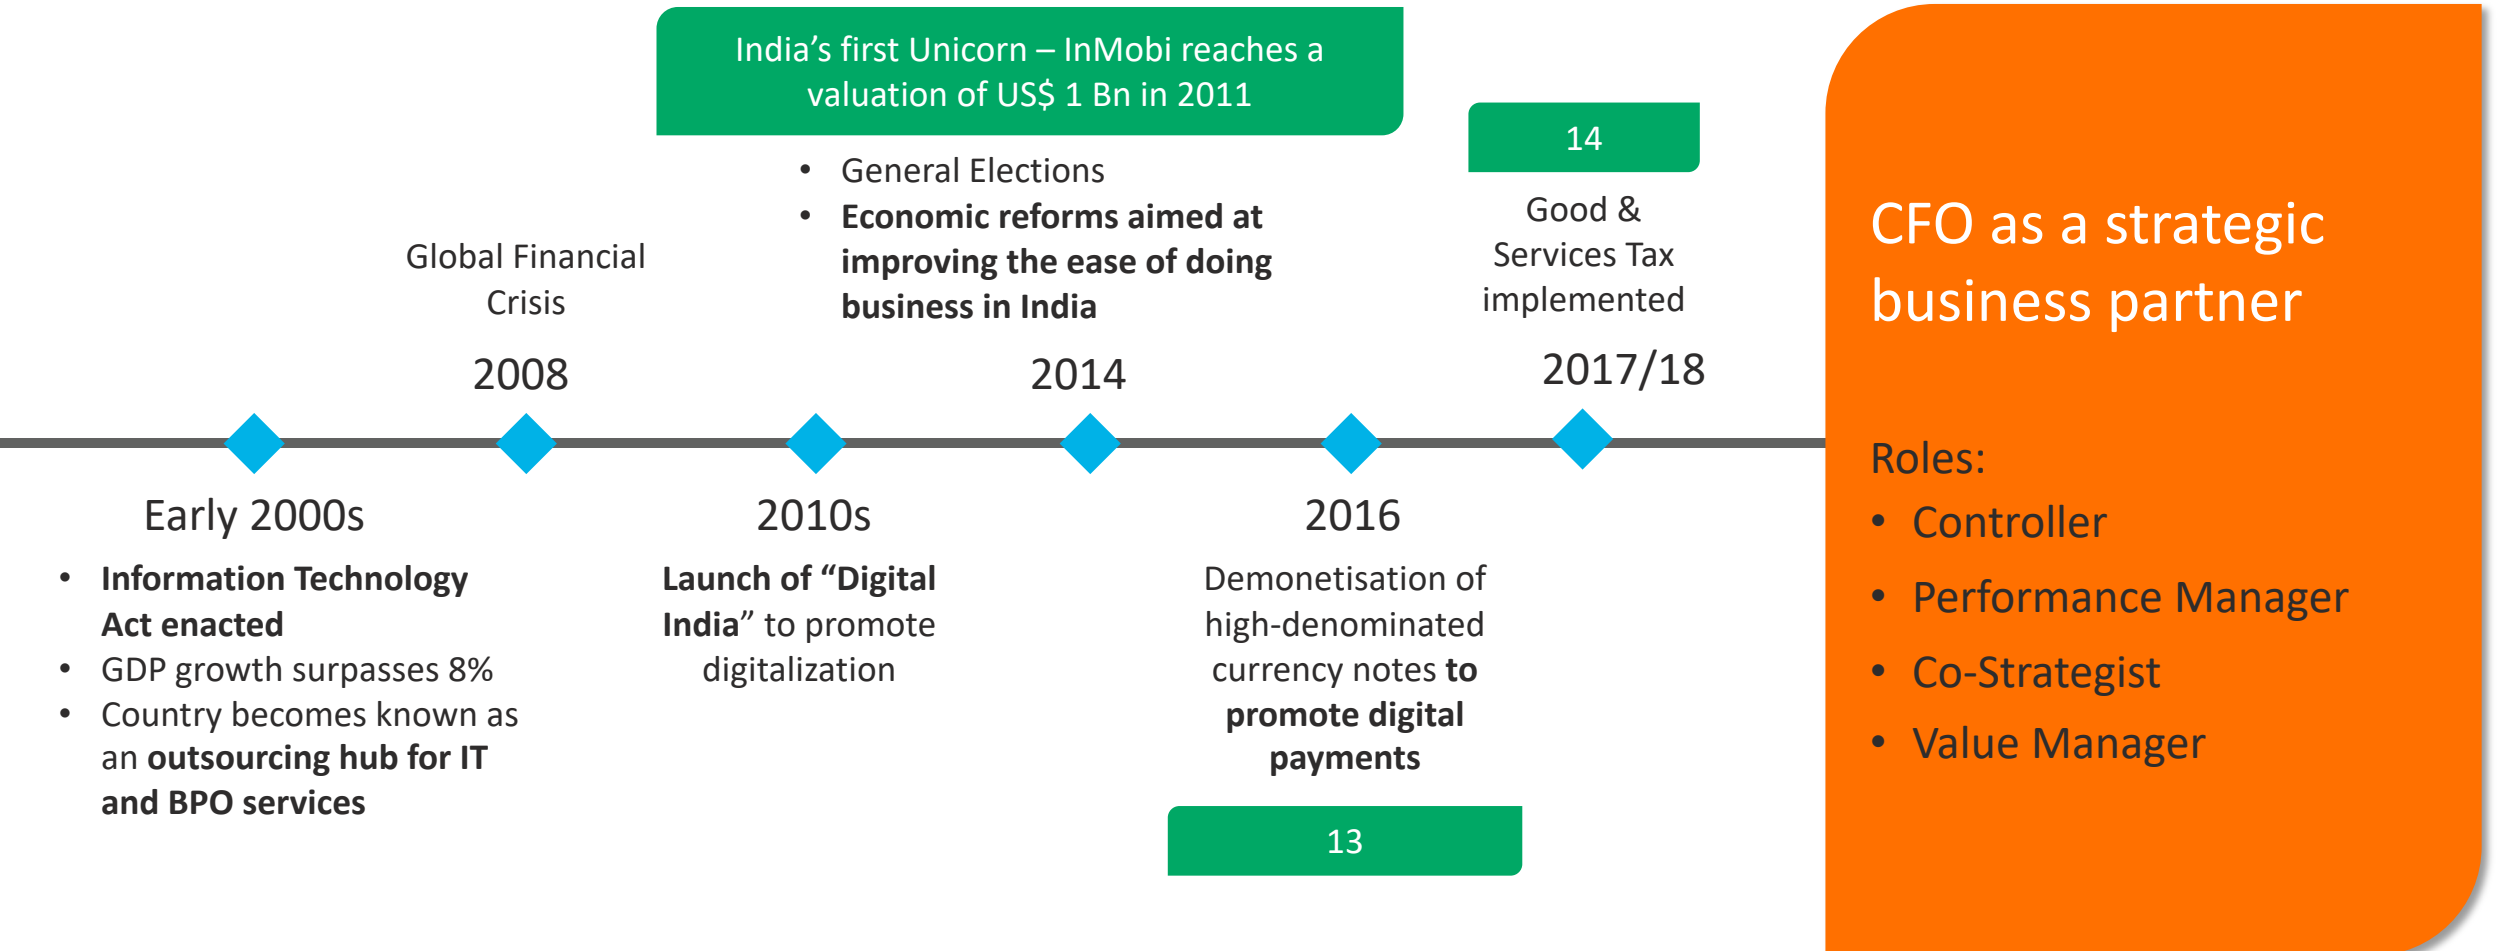 India’s first Unicorn – InMobi reaches a
valuation of US$ 1 Bn in 2011
14
• General Elections
• Economic reforms aimed at
improving the ease of doing
business in India
Good &
Services Tax
implemented
Global Financial
Crisis
2008
2014
2017/18
Early 2000s
• Information Technology
Act enacted
• GDP growth surpasses 8%
• Country becomes known as
an outsourcing hub for IT
and BPO services
2010s
Launch of “Digital
India” to promote
digitalization
2016
Demonetisation of
high-denominated
currency notes to
promote digital
payments
13
CFO as a strategic
business partner
Roles:
• Controller
• Performance Manager
• Co-Strategist
• Value Manager